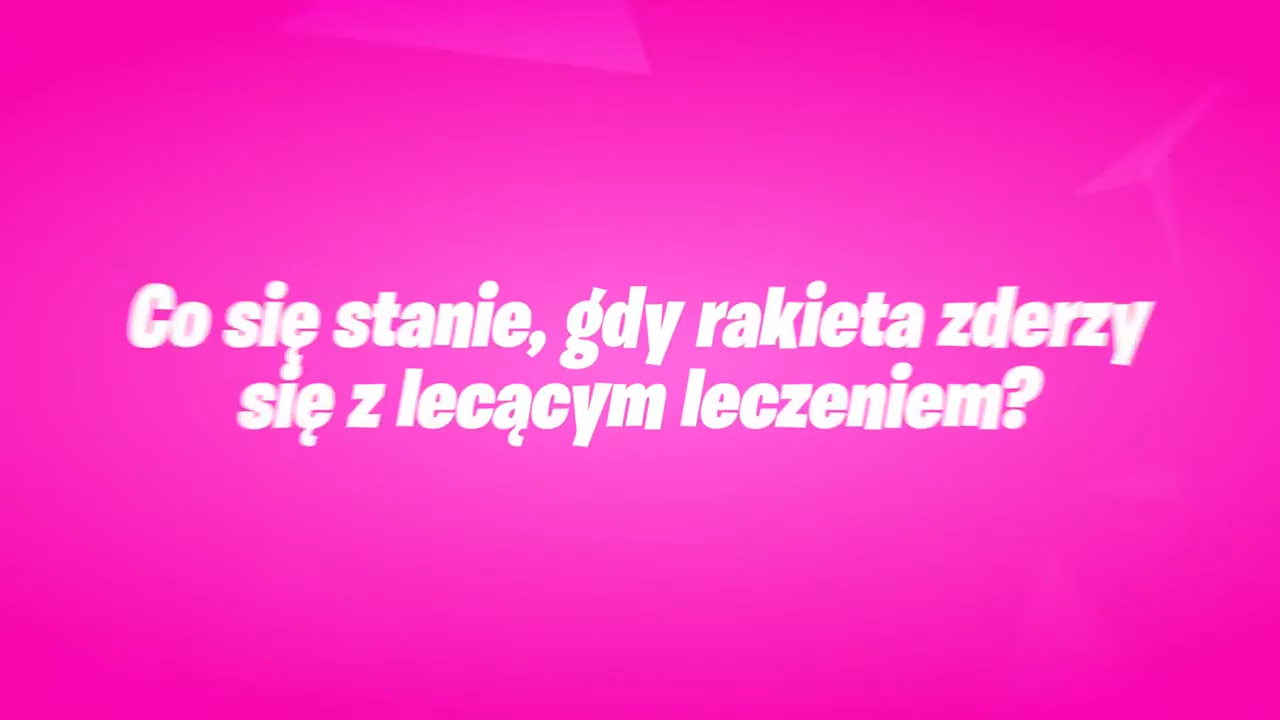 Co się stanie, gdy rakieta zderzy
się z lecącym leczeniem?